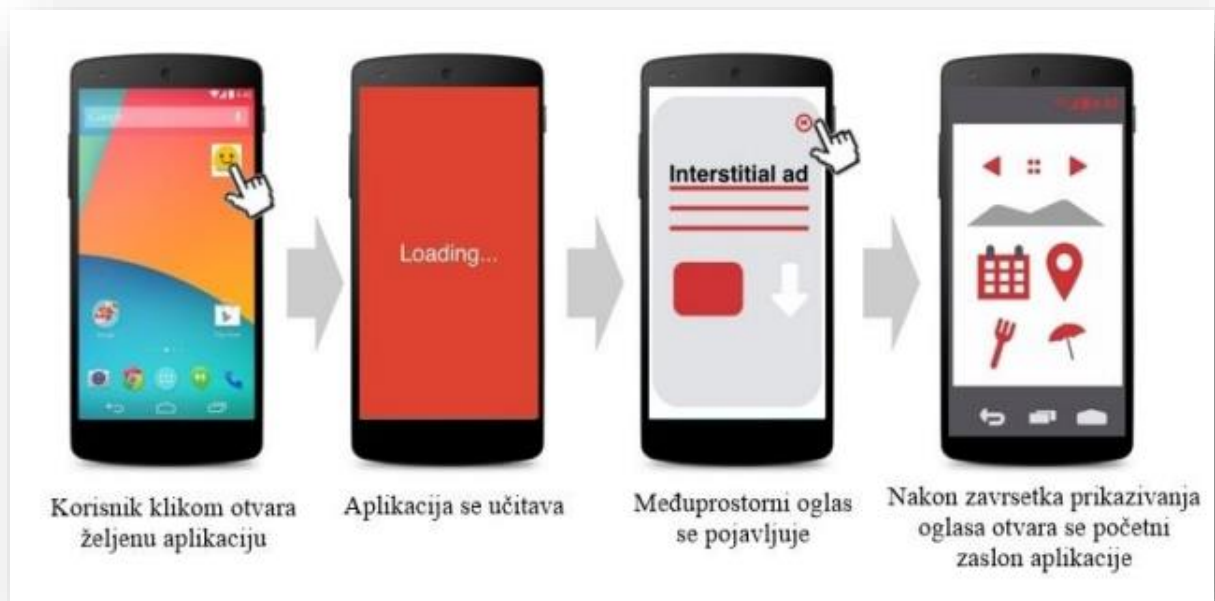 Google
Loading...
Interstitial ad
Korisnik klikom otvara
željenu aplikaciju
Aplikacija se učitava
Međuprostorni oglas
se pojavljuje
Nakon zavrsetka prikazivanja
oglasa otvara se početni
zaslon aplikacije